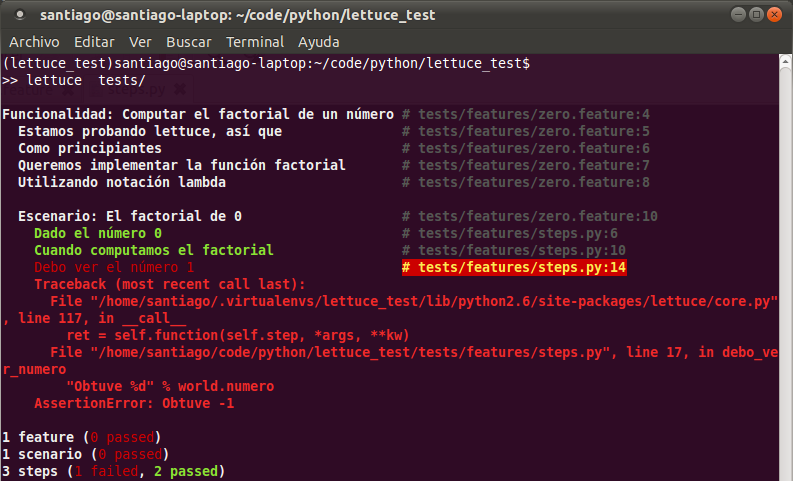 santiago@santiago-laptop: ~/code/python/lettuce_test
Archivo Editar Ver Buscar Terminal Ayuda
(lettuce_test)santiago@santiago-laptop:~/code/python/lettuce_test$
>> lettuce  tests/
Funcionalidad: Computar el factorial de un número # tests/features/zero.feature:4
  Estamos probando lettuce, así que               # tests/features/zero.feature:5
  Como principiantes                              # tests/features/zero.feature:6
  Queremos implementar la función factorial       # tests/features/zero.feature:7
  Utilizando notación lambda                      # tests/features/zero.feature:8
  Escenario: El factorial de 0                    # tests/features/zero.feature:10
    Dado el número 0                              # tests/features/steps.py:6
    Cuando computamos el factorial                # tests/features/steps.py:10
    Debo ver el número 1                          # tests/features/steps.py:14
    Traceback (most recent call last):
      File "/home/santiago/.virtualenvs/lettuce_test/lib/python2.6/site-packages/lettuce/core.py"
, line 117, in __call__
        ret = self.function(self.step, *args, **kw)
      File "/home/santiago/code/python/lettuce_test/tests/features/steps.py", line 17, in debo_ve
r_numero
        "Obtuve %d" % world.numero
    AssertionError: Obtuve -1
1 feature (0 passed)
1 scenario (0 passed)
3 steps (1 failed, 2 passed)